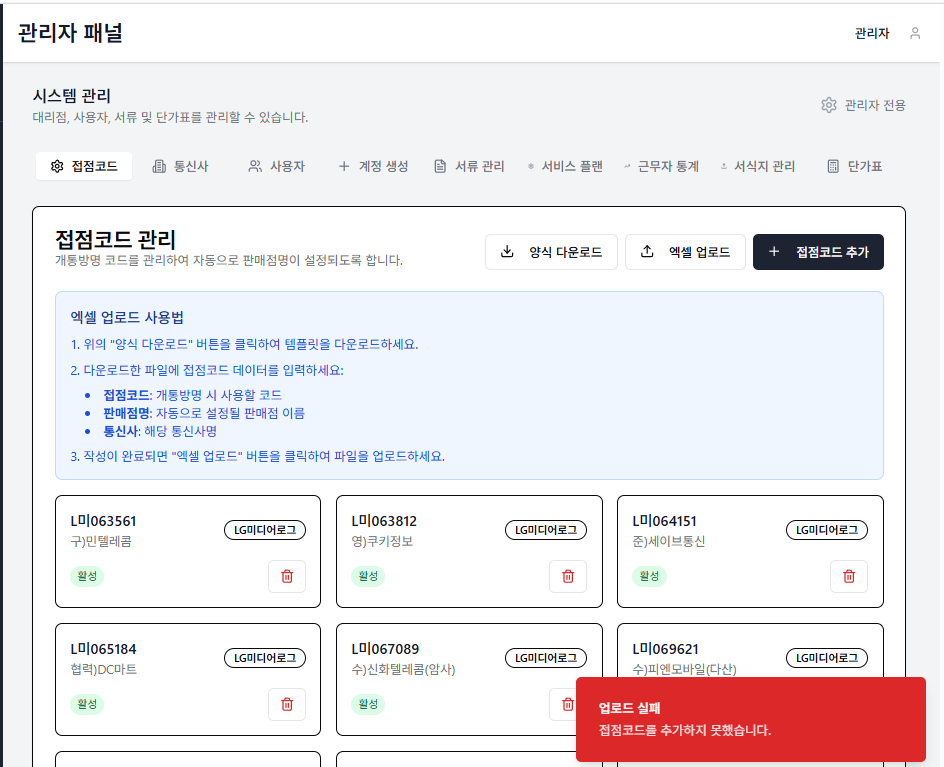 관리자 패널
관리자
시스템 관리
대리점, 사용자, 서류 및 단가표를 관리할 수 있습니다.
관리자 전용
접점코드 통신사 사용자 계정 생성 서류 관리 서비스 플랜 근무자 통계 서식지 관리 단가표
접점코드 관리
개통방명 코드를 관리하여 자동으로 판매점명이 설정되도록 합니다.
양식 다운로드 엑셀 업로드 접점코드 추가
엑셀 업로드 사용법
1. 위의 "양식 다운로드" 버튼을 클릭하여 템플릿을 다운로드하세요.
2. 다운로드한 파일에 접점코드 데이터를 입력하세요:
• 접점코드: 개통방명 시 사용할 코드
• 판매점명: 자동으로 설정될 판매점 이름
• 통신사: 해당 통신사명
3. 작성이 완료되면 "엑셀 업로드" 버튼을 클릭하여 파일을 업로드하세요.
L미063561
구)민텔레콤
LG미디어로그
활성
L미063812
영)쿠키정보
LG미디어로그
활성
L미064151
준)세이브통신
LG미디어로그
활성
L미065184
협력)DC마트
LG미디어로그
활성
L미067089
수)신화텔레콤(암사)
LG미디어로그
활성
L미069621
수)피엔모바일(다산)
LG미디어로그
업로드 실패
접점코드를 추가하지 못했습니다.